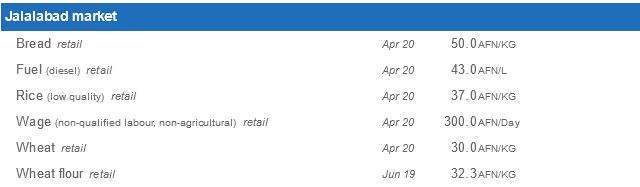 Jalalabad market
Bread retail Apr 20 50.0 AFN/KG
Fuel (diesel) retail Apr 20 43.0 AFN/L
Rice (low quality) retail Apr 20 37.0 AFN/KG
Wage (non-qualified labour, non-agricultural) retail Apr 20 300.0 AFN/Day
Wheat retail Apr 20 30.0 AFN/KG
Wheat flour retail Jun 19 32.3 AFN/KG